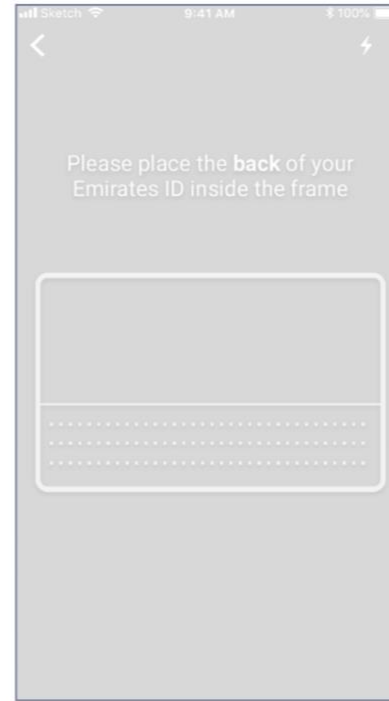 Sketch 9:41 AM 100%
Please place the back of your
Emirates ID inside the frame